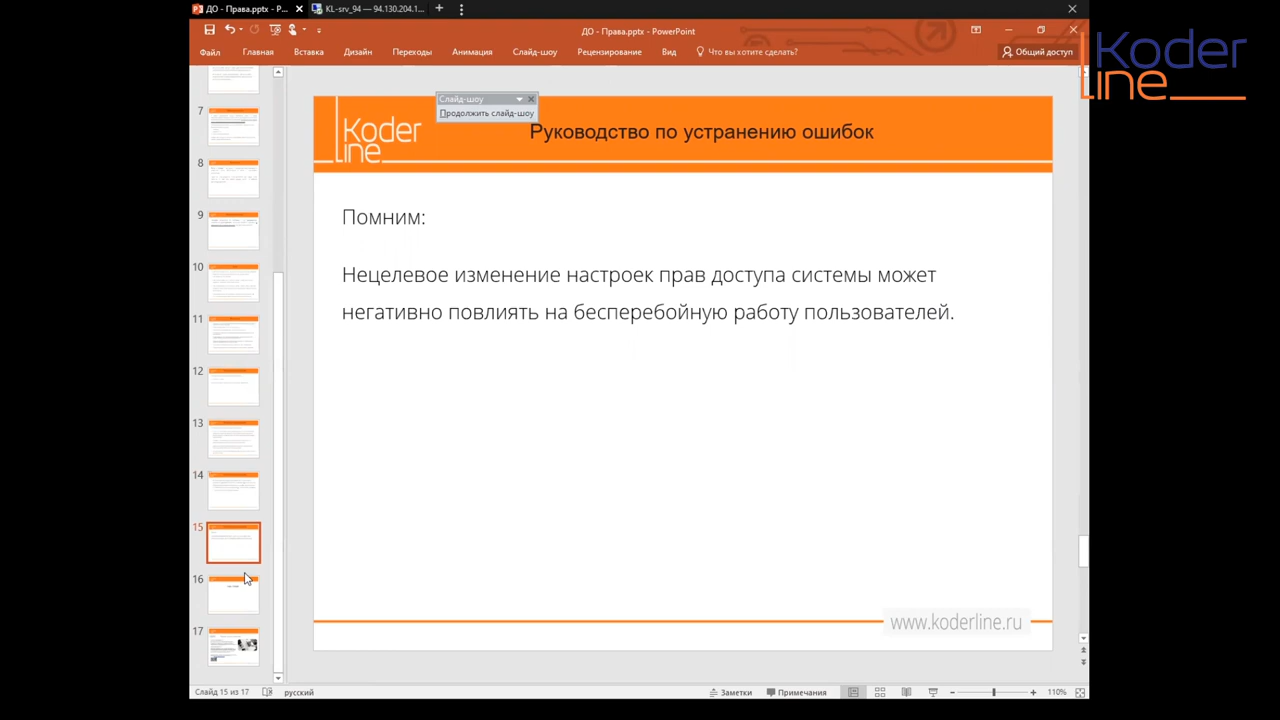 ДО - Права.pptx - P...
KL-srv_94 — 94.130.204.1...
ДО - Права.pptx - PowerPoint
Файл Главная Вставка Дизайн Переходы Анимация Слайд-шоу Рецензирование Вид Что вы хотите сделать? Общий доступ
Koder
line
Слайд-шоу
Продолжить слайд-шоу
Koder
line
Руководство по устранению ошибок
Помним:
Нецелевое изменение настроек прав доступа системы может
негативно повлиять на бесперебойную работу пользователей.
www.koderline.ru
7
8
9
10
11
12
13
14
15
16
17
Слайд 15 из 17 русский Заметки Примечания 110%